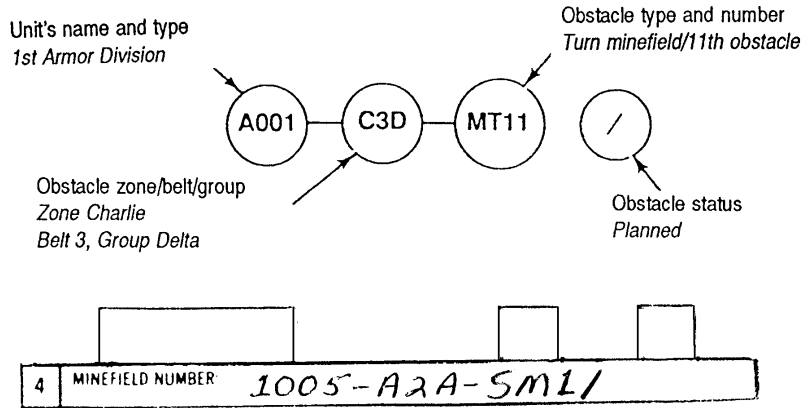 Unit's name and type
1st Armor Division
Obstacle type and number
Turn minefield/11th obstacle
A001
C3D
MT11
/
Obstacle zone/belt/group
Zone Charlie
Belt 3, Group Delta
Obstacle status
Planned
4 MINEFIELD NUMBER: 1005-A2A-SM1/